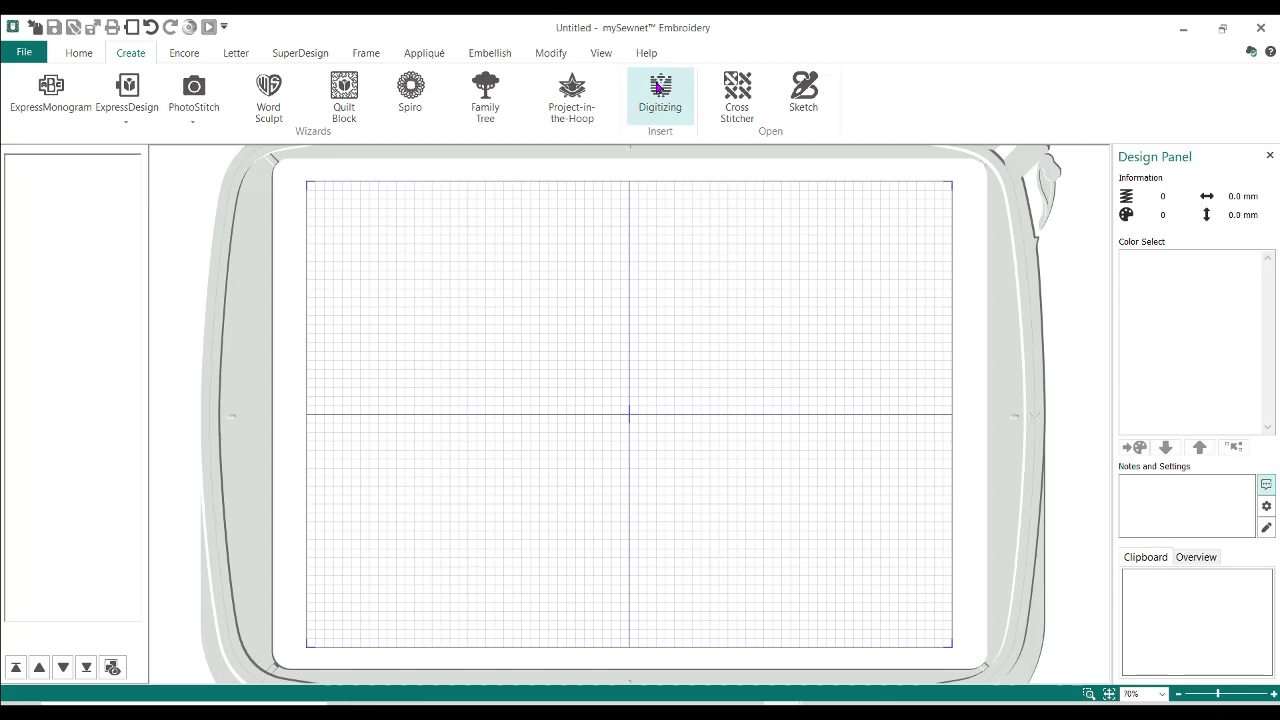 Untitled - mySewnet™ Embroidery
File Home Create Encore Letter SuperDesign Frame Appliqué Embellish Modify View Help
ExpressMonogram ExpressDesign PhotoStitch Word Sculpt Quilt Block Spiro Family Tree Project-in-the-Hoop Digitizing Cross Stitcher Sketch
Wizards Insert Open
Design Panel
Information
0 0.0 mm
0 0.0 mm
Color Select
Notes and Settings
Clipboard Overview
70%